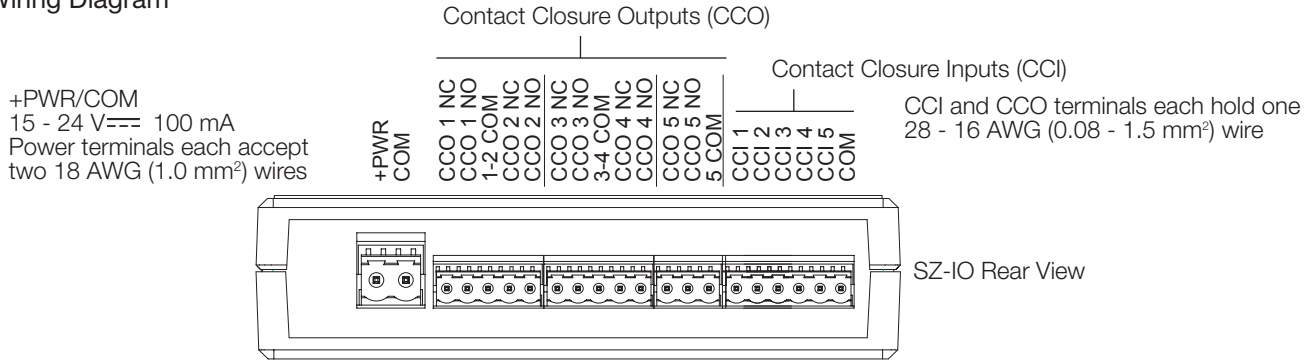 Wiring Diagram
Contact Closure Outputs (CCO)
Contact Closure Inputs (CCI)
+PWR/COM
15 - 24 V⎓ 100 mA
Power terminals each accept
two 18 AWG (1.0 mm²) wires
+PWR
COM
CCO 1 NC
CCO 1 NO
1-2 COM
CCO 2 NC
CCO 2 NO
CCO 3 NC
CCO 3 NO
3-4 COM
CCO 4 NC
CCO 4 NO
CCO 5 NC
CCO 5 NO
5 COM
CCI 1
CCI 2
CCI 3
CCI 4
CCI 5
COM
CCI and CCO terminals each hold one
28 - 16 AWG (0.08 - 1.5 mm²) wire
SZ-IO Rear View